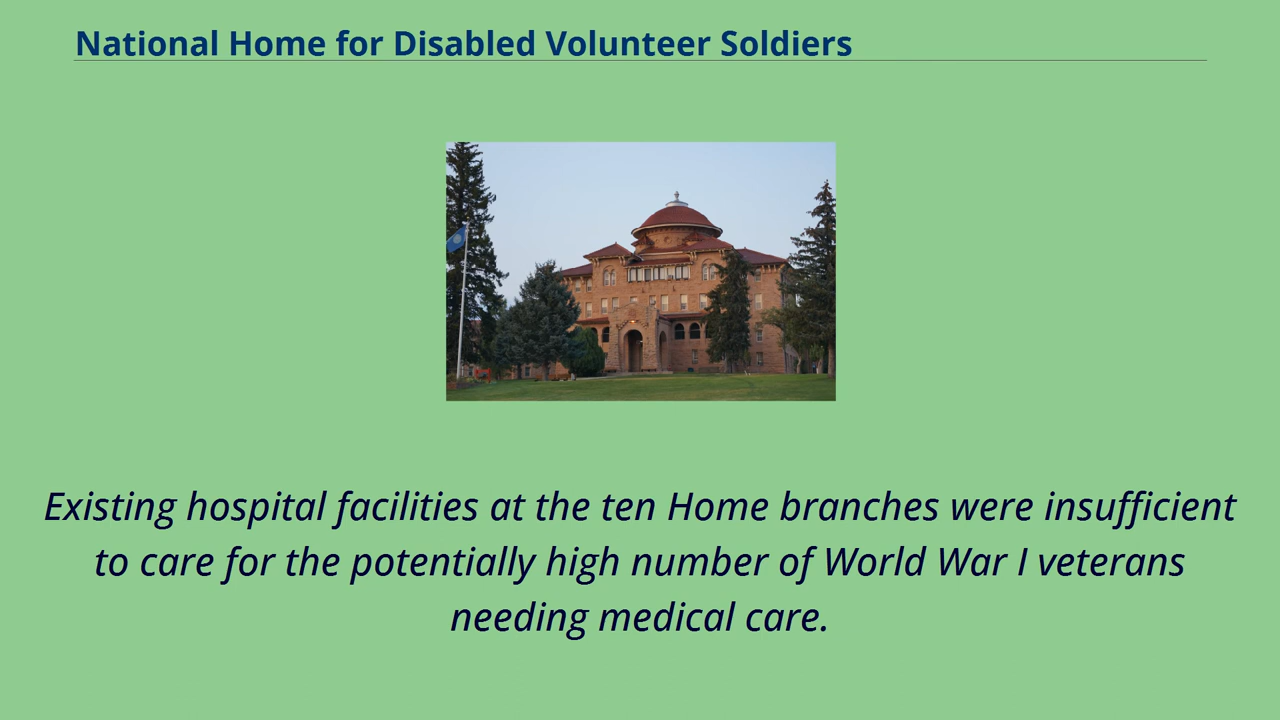 National Home for Disabled Volunteer Soldiers
Existing hospital facilities at the ten Home branches were insufficient
to care for the potentially high number of World War I veterans
needing medical care.